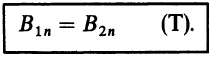 B₁ₙ = B₂ₙ (T).